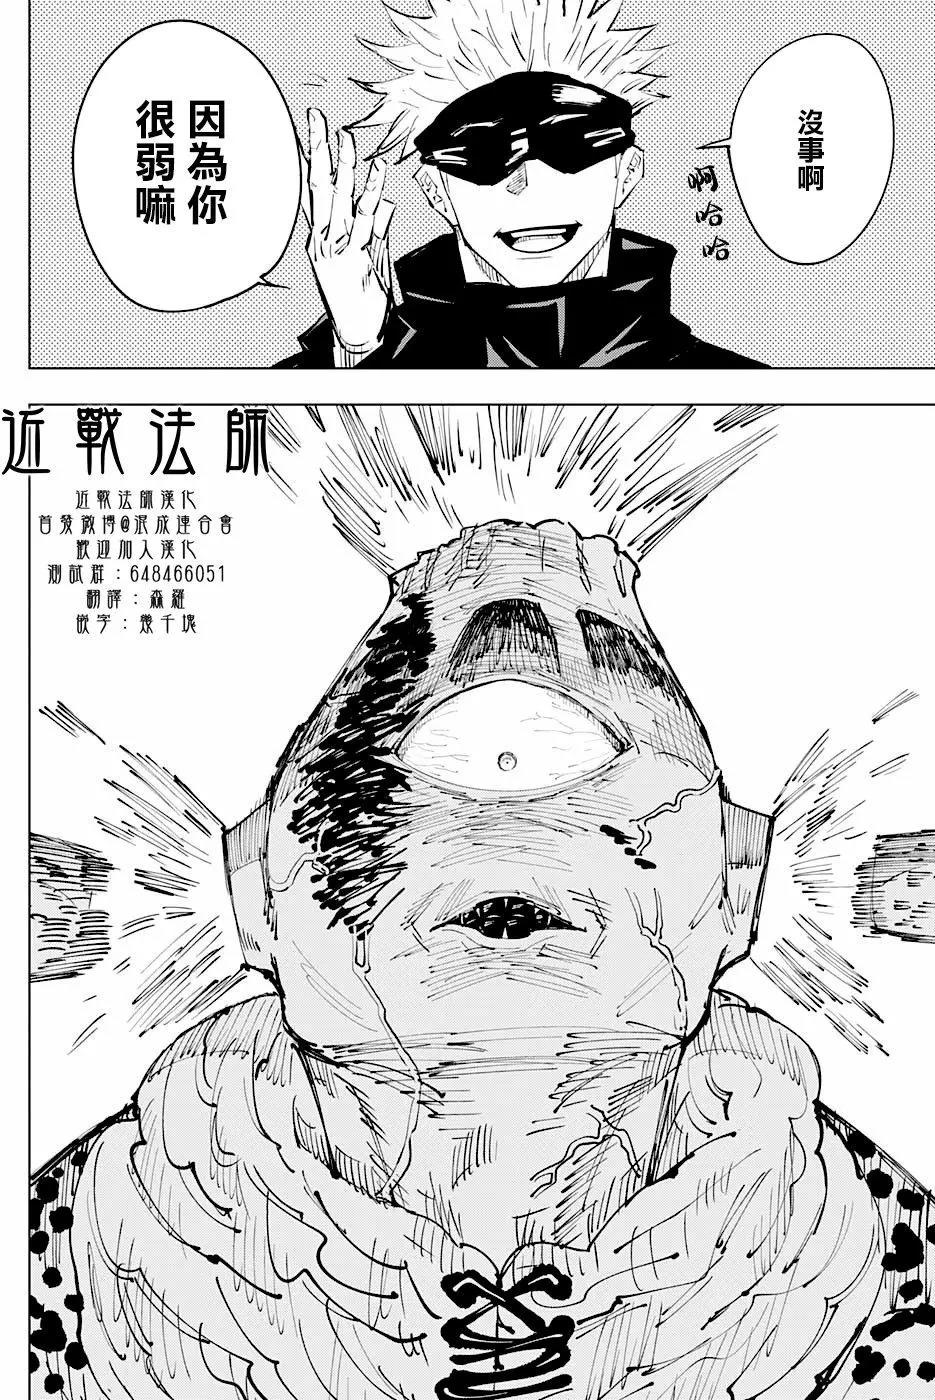 沒事啊
啊哈哈
因為你
很弱嘛
近戰法師
近戰法師漢化
首發微博@混成連合會
歡迎加入漢化
測試群：648466051
翻譯：森羅
嵌字：幾千塊